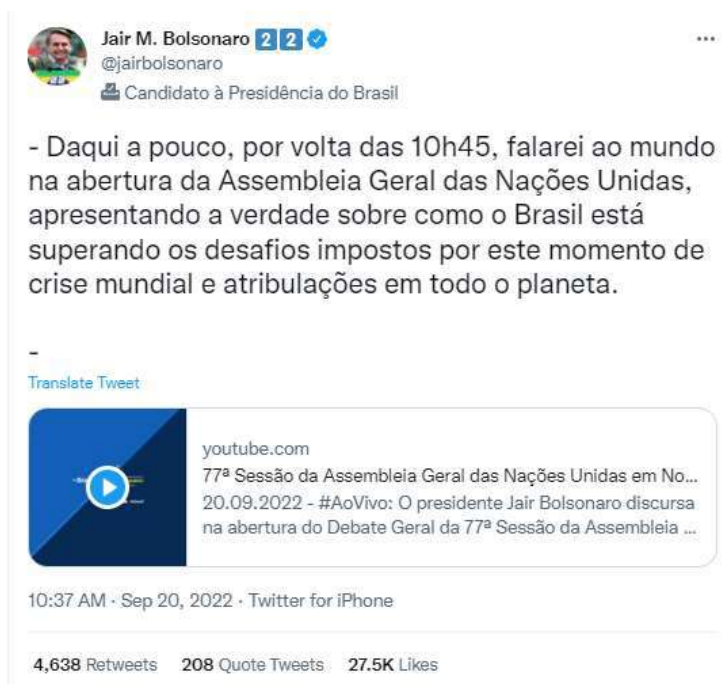 Jair M. Bolsonaro 2️⃣2️⃣
@jairbolsonaro
Candidato à Presidência do Brasil
- Daqui a pouco, por volta das 10h45, falarei ao mundo
na abertura da Assembleia Geral das Nações Unidas,
apresentando a verdade sobre como o Brasil está
superando os desafios impostos por este momento de
crise mundial e atribulações em todo o planeta.
-
Translate Tweet
youtube.com
77ª Sessão da Assembleia Geral das Nações Unidas em No...
20.09.2022 - #AoVivo: O presidente Jair Bolsonaro discursa
na abertura do Debate Geral da 77ª Sessão da Assembleia ...
10:37 AM · Sep 20, 2022 · Twitter for iPhone
4,638 Retweets 208 Quote Tweets 27.5K Likes